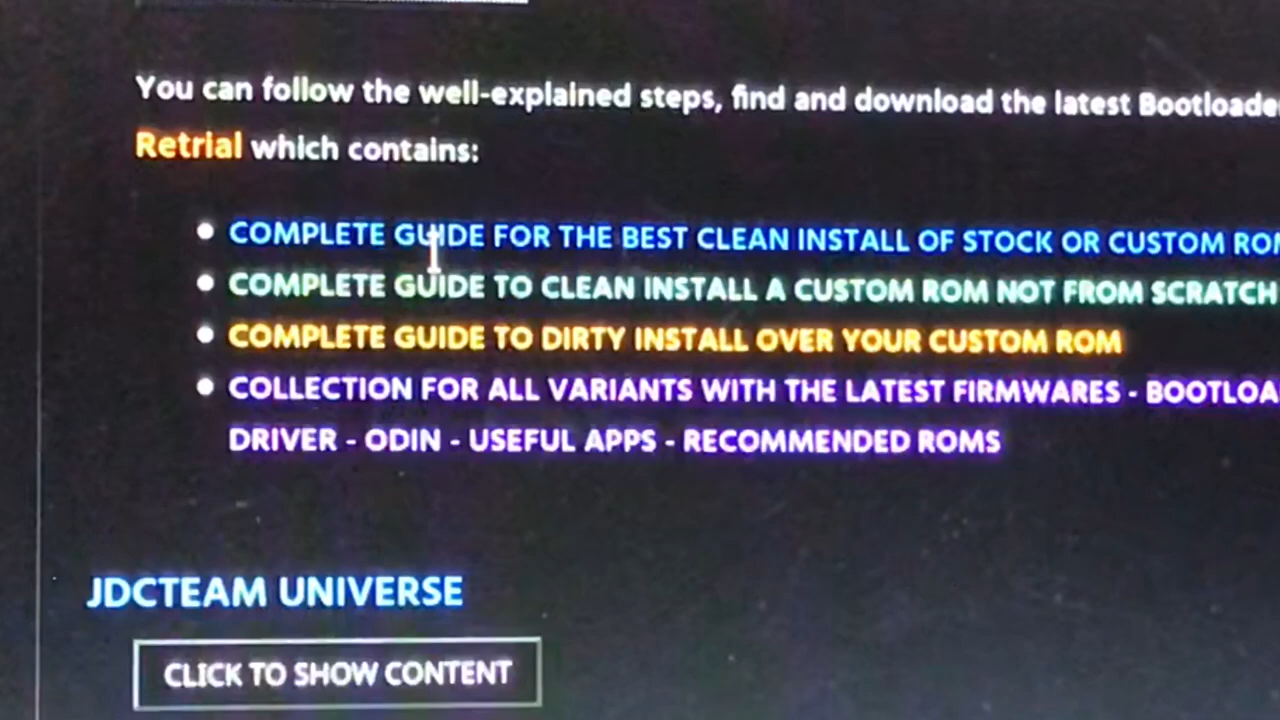 You can follow the well-explained steps, find and download the latest
Retrial which contains:
COMPLETE GUIDE FOR THE BEST CLEAN INSTALL OF STOCK OR CUSTOM
COMPLETE GUIDE TO CLEAN INSTALL A CUSTOM ROM NOT FROM SCRATCH
COMPLETE GUIDE TO DIRTY INSTALL OVER YOUR CUSTOM ROM
COLLECTION FOR ALL VARIANTS WITH THE LATEST FIRMWARES -
DRIVER - ODIN - USEFUL APPS - RECOMMENDED ROMS
JDCTEAM UNIVERSE
CLICK TO SHOW CONTENT